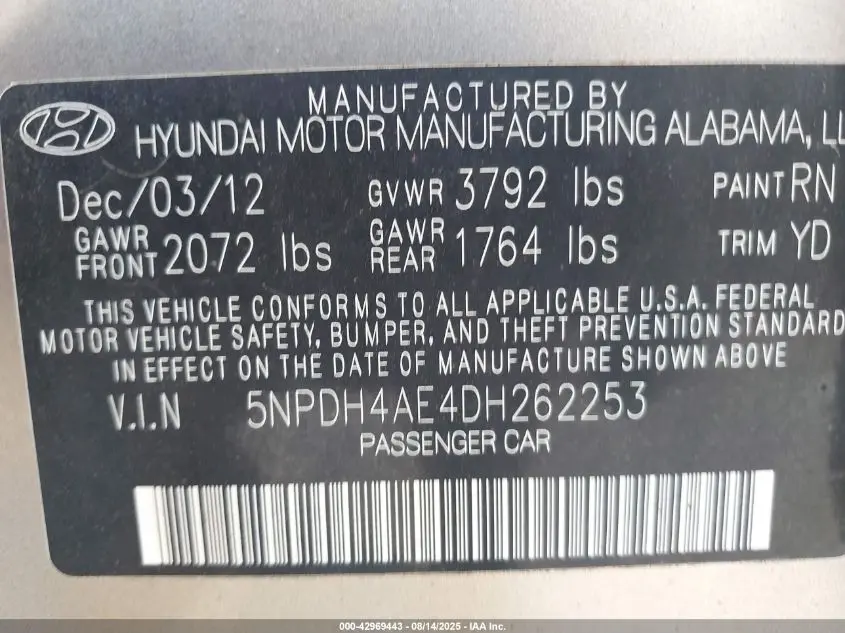 MANUFACTURED BY
HYUNDAI MOTOR MANUFACTURING ALABAMA, LL
Dec/03/12 GVWR 3792 lbs PAINT RN
GAWR FRONT 2072 lbs GAWR REAR 1764 lbs TRIM YD
THIS VEHICLE CONFORMS TO ALL APPLICABLE U.S.A. FEDERAL
MOTOR VEHICLE SAFETY, BUMPER, AND THEFT PREVENTION STANDARD
IN EFFECT ON THE DATE OF MANUFACTURE SHOWN ABOVE
V.I.N 5NPDH4AE4DH262253
PASSENGER CAR
000-42969443 - 08/14/2025 - IAA Inc.